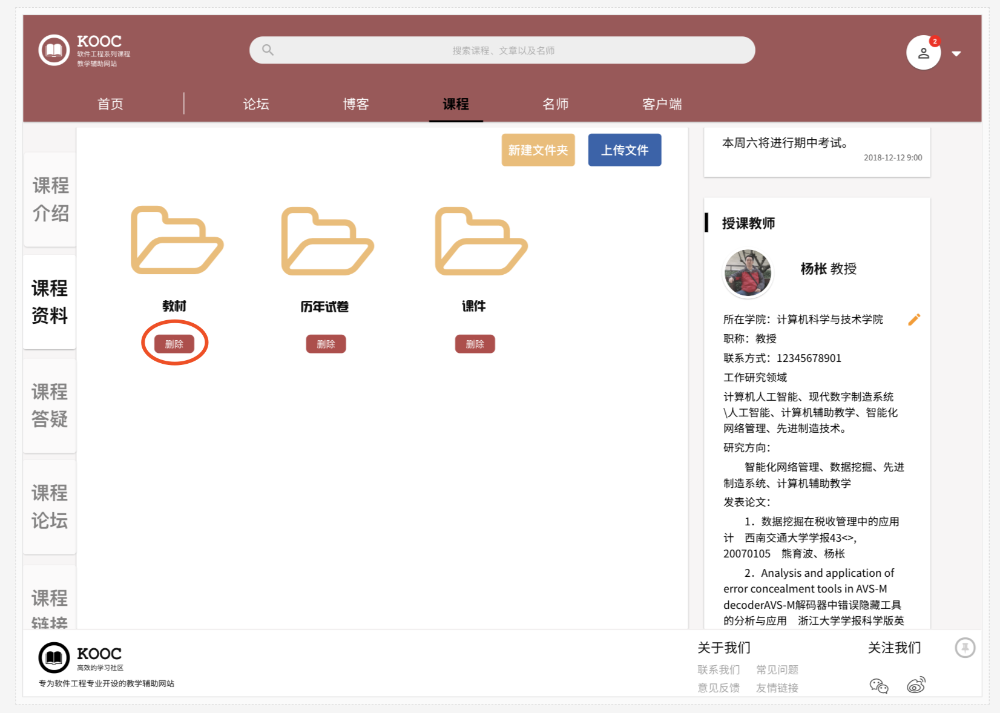 KOOC
软件工程系列课程
教学辅助网站
搜索课程、文章以及名师
2
首页
论坛
博客
课程
名师
客户端
课程
介绍
课程
资料
课程
答疑
课程
论坛
课程
链接
新建文件夹
上传文件
教材
历年试卷
课件
删除
删除
删除
本周六将进行期中考试。
2018-12-12 9:00
授课教师
杨枨 教授
所在学院：计算机科学与技术学院
职称：教授
联系方式：12345678901
工作研究领域
计算机人工智能、现代数字制造系统
\人工智能、计算机辅助教学、智能化
网络管理、先进制造技术。
研究方向：
智能化网络管理、数据挖掘、先进
制造系统、计算机辅助教学
发表论文：
1．数据挖掘在税收管理中的应用
计　西南交通大学学报43<>,
20070105　熊育波、杨枨
2．Analysis and application of
error concealment tools in AVS-M
decoderAVS-M解码器中错误隐藏工具
的分析与应用　浙江大学学报科学版英
KOOC
高效的学习社区
专为软件工程专业开设的教学辅助网站
关于我们
联系我们
常见问题
意见反馈
友情链接
关注我们